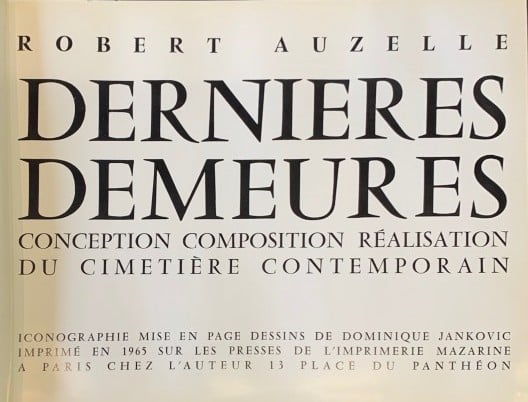 ROBERT AUZELLE
DERNIERES
DEMEURES
CONCEPTION COMPOSITION RÉALISATION
DU CIMETIÈRE CONTEMPORAIN
ICONOGRAPHIE MISE EN PAGE DESSINS DE DOMINIQUE JANKOVIC
IMPRIMÉ EN 1965 SUR LES PRESSES DE L'IMPRIMERIE MAZARINE
A PARIS CHEZ L'AUTEUR 13 PLACE DU PANTHÉON